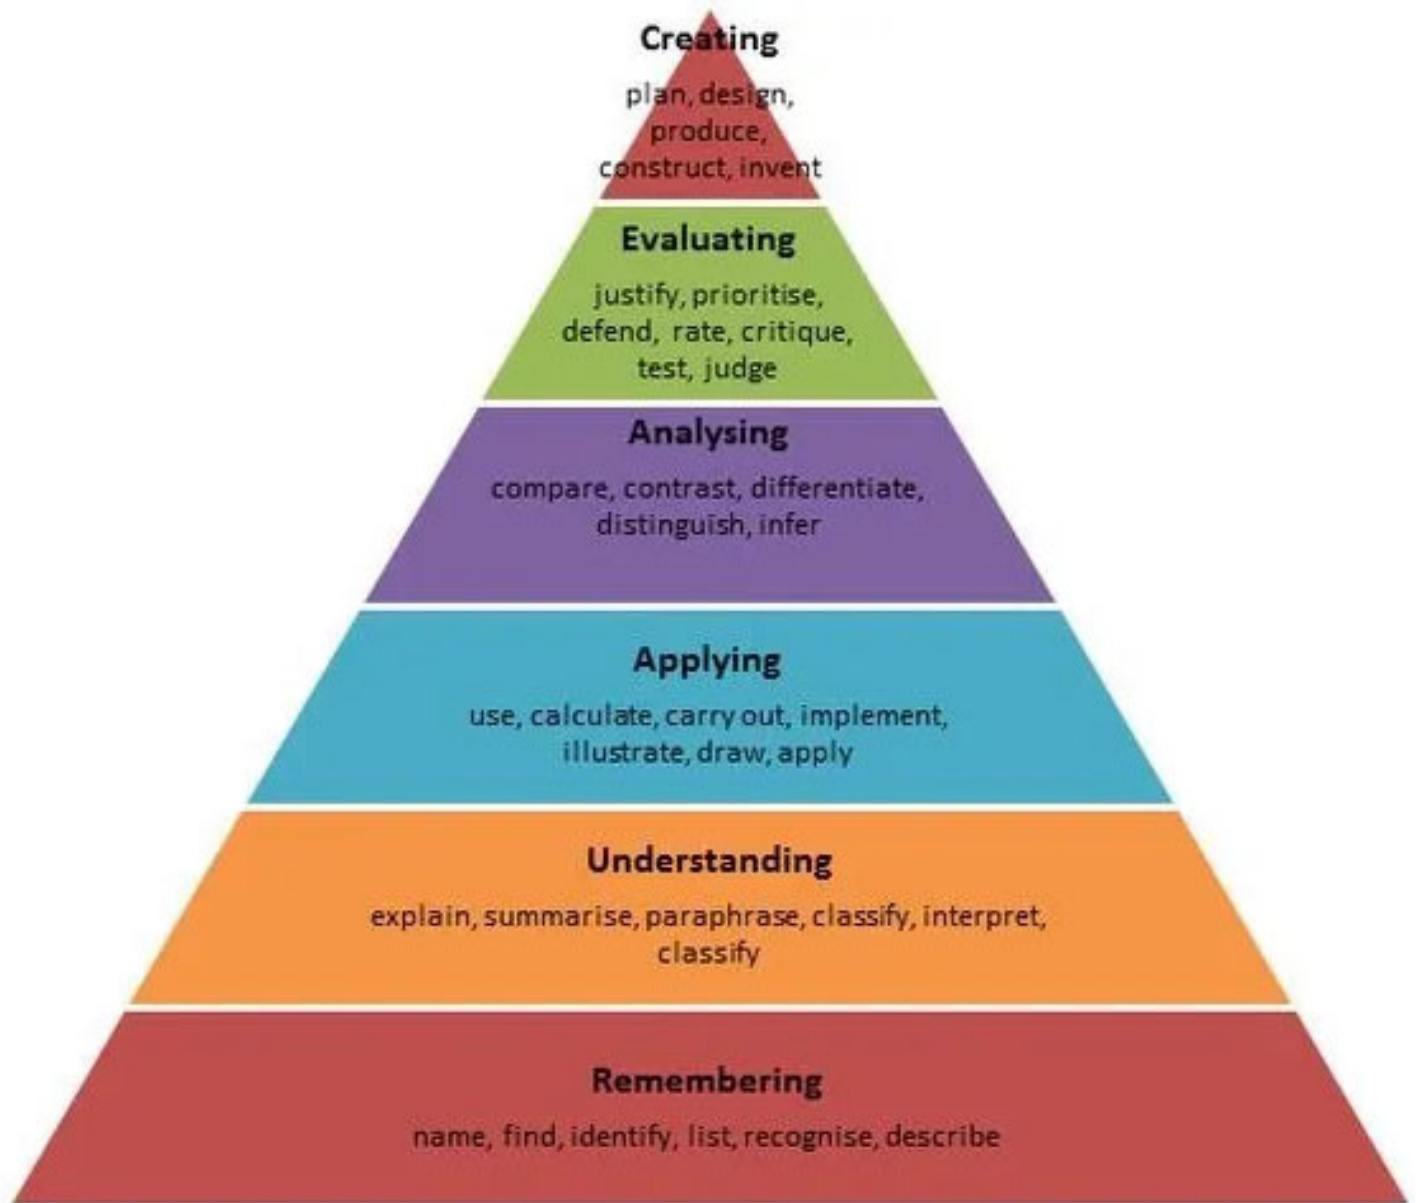 Creating
plan, design,
produce,
construct, invent
Evaluating
justify, prioritise,
defend, rate, critique,
test, judge
Analysing
compare, contrast, differentiate,
distinguish, infer
Applying
use, calculate, carry out, implement,
illustrate, draw, apply
Understanding
explain, summarise, paraphrase, classify, interpret,
classify
Remembering
name, find, identify, list, recognise, describe